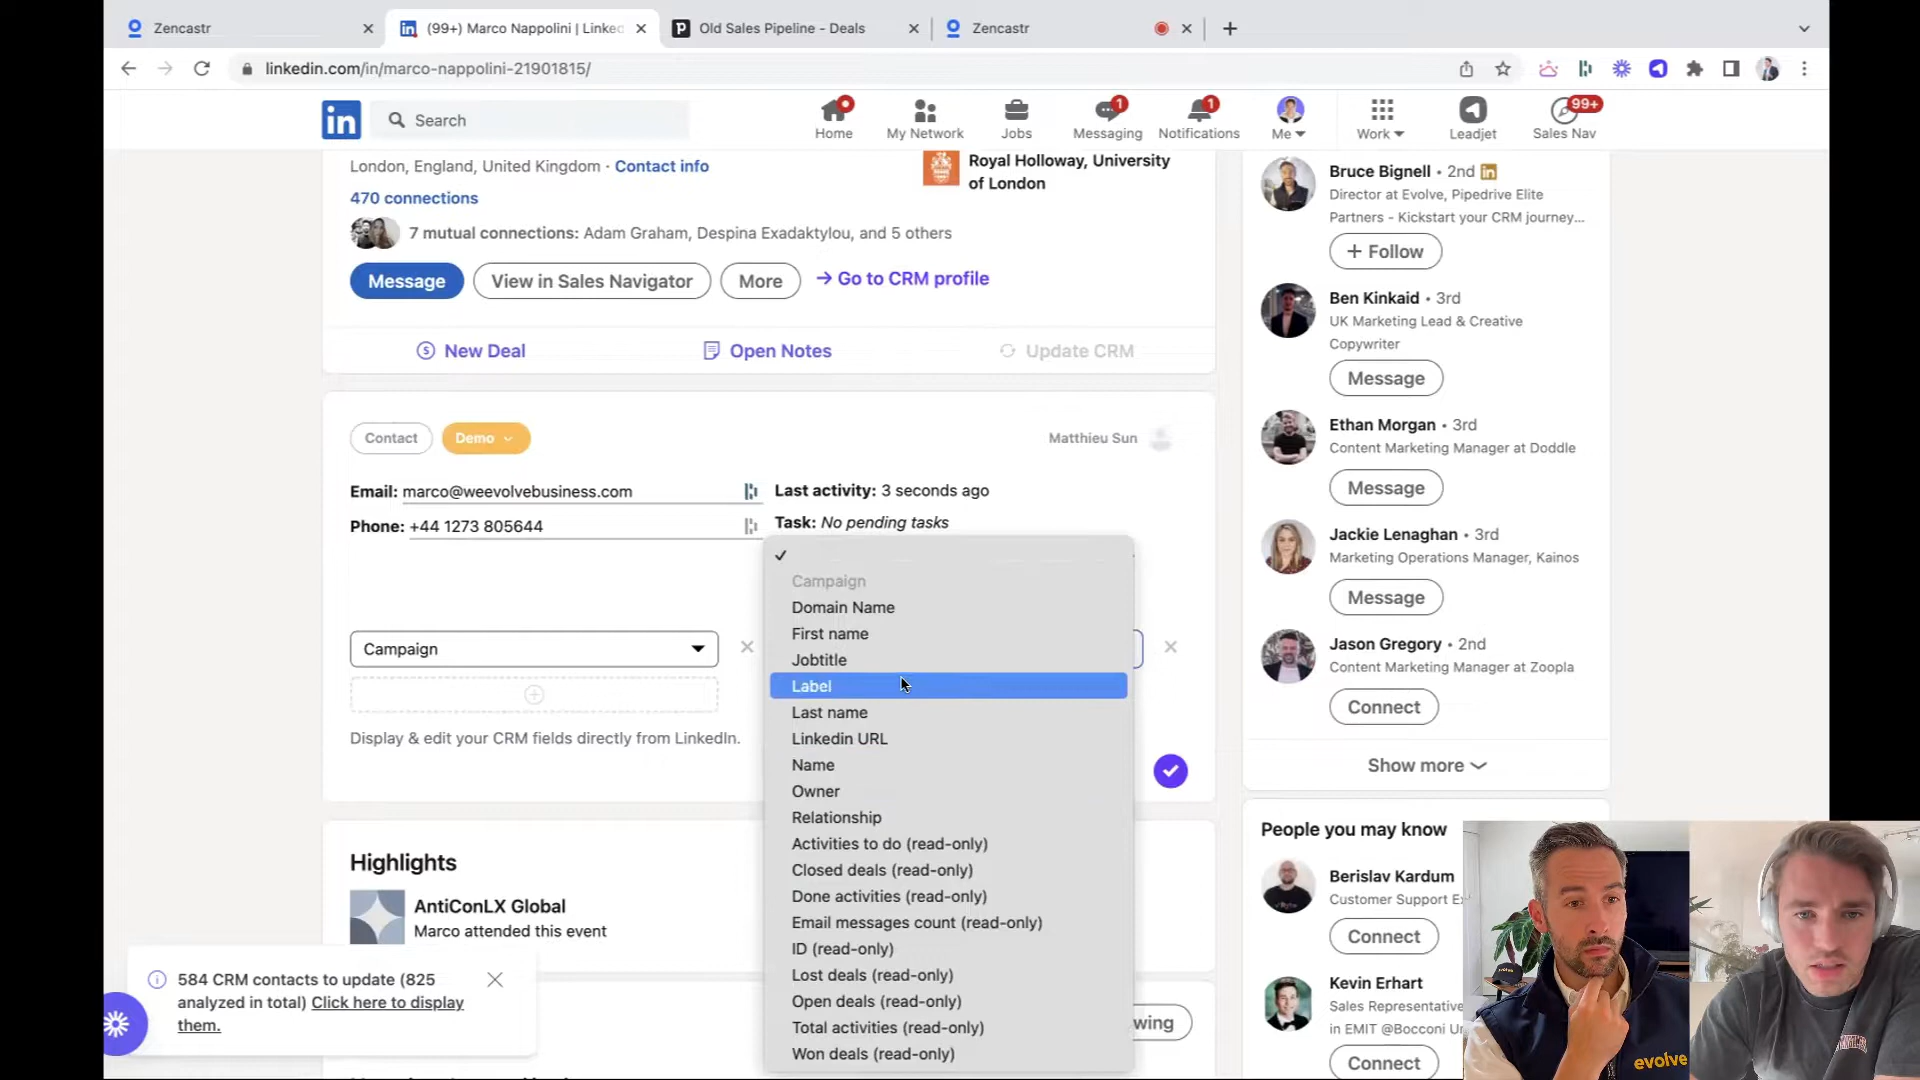 Zencastr
(99+) Marco Nappolini | Linked
Old Sales Pipeline - Deals
Zencastr
linkedin.com/in/marco-nappolini-21901815/
in
Search
Home
My Network
Jobs
1
Messaging
1
Notifications
Me
Work
Leadjet
99+
Sales Nav
London, England, United Kingdom · Contact info
470 connections
7 mutual connections: Adam Graham, Despina Exadaktylou, and 5 others
Royal Holloway, University
of London
Message
View in Sales Navigator
More
→ Go to CRM profile
New Deal
Open Notes
Update CRM
Contact
Demo
Matthieu Sun
Email: marco@weevolvebusiness.com
Phone: +44 1273 805644
Last activity: 3 seconds ago
Task: No pending tasks
Campaign
Display & edit your CRM fields directly from LinkedIn.
Campaign
Domain Name
First name
Jobtitle
Label
Last name
Linkedin URL
Name
Owner
Relationship
Activities to do (read-only)
Closed deals (read-only)
Done activities (read-only)
Email messages count (read-only)
ID (read-only)
Lost deals (read-only)
Open deals (read-only)
Total activities (read-only)
Won deals (read-only)
Highlights
AntiConLX Global
Marco attended this event
584 CRM contacts to update (825
analyzed in total) Click here to display
them.
wing
Bruce Bignell • 2nd in
Director at Evolve, Pipedrive Elite
Partners - Kickstart your CRM journey...
+ Follow
Ben Kinkaid • 3rd
UK Marketing Lead & Creative
Copywriter
Message
Ethan Morgan • 3rd
Content Marketing Manager at Doddle
Message
Jackie Lenaghan • 3rd
Marketing Operations Manager, Kainos
Message
Jason Gregory • 2nd
Content Marketing Manager at Zoopla
Connect
Show more
People you may know
Berislav Kardum
Customer Support Ex
Connect
Kevin Erhart
Sales Representative
in EMIT @Bocconi U
Connect
evolve